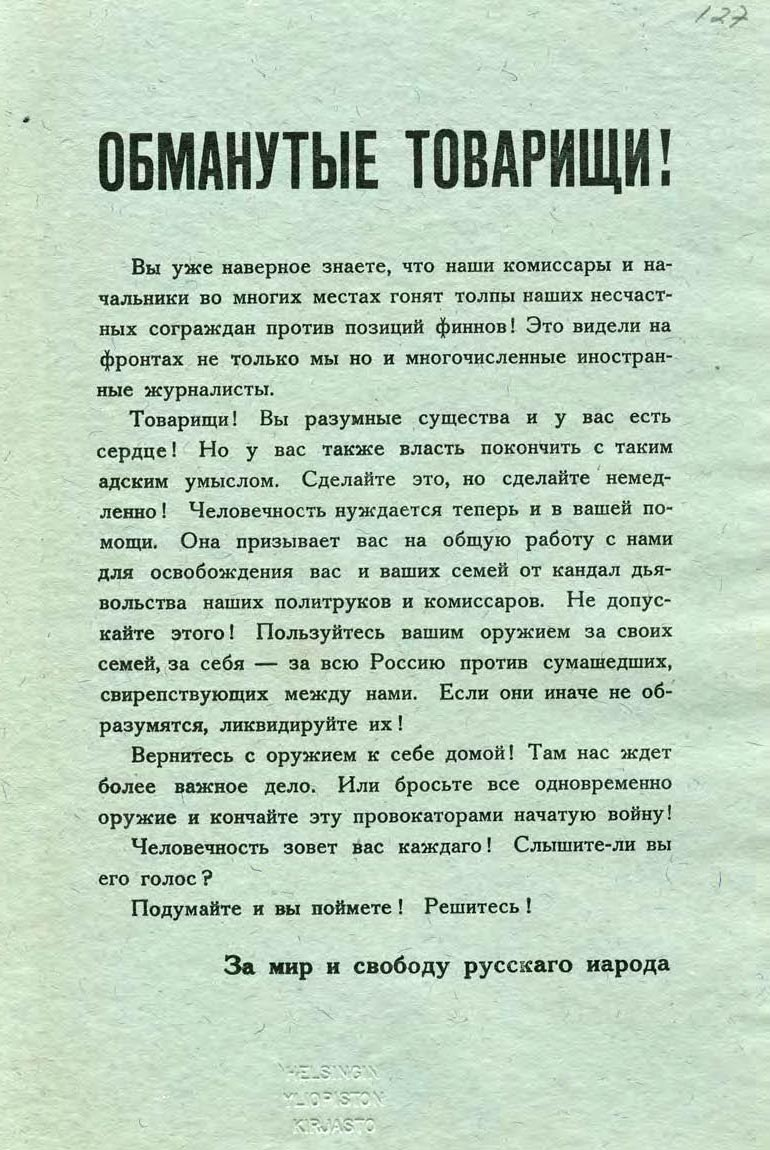 127
ОБМАНУТЫЕ ТОВАРИЩИ!
Вы уже наверное знаете, что наши комиссары и на-
чальники во многих местах гонят толпы наших несчаст-
ных сограждан против позиций финнов! Это видели на
фронтах не только мы но и многочисленные иностран-
ные журналисты.
Товарищи! Вы разумные существа и у вас есть
сердце! Но у вас также власть покончить с таким
адским умыслом. Сделайте это, но сделайте немед-
ленно! Человечность нуждается теперь и в вашей по-
мощи. Она призывает вас на общую работу с нами
для освобождения вас и ваших семей от кандал дья-
вольства наших политруков и комиссаров. Не допус-
кайте этого! Пользуйтесь вашим оружием за своих
семей, за себя — за всю Россию против сумашедших,
свирепствующих между нами. Если они иначе не об-
разумятся, ликвидируйте их!
Вернитесь с оружием к себе домой! Там нас ждет
более важное дело. Или бросьте все одновременно
оружие и кончайте эту провокаторами начатую войну!
Человечность зовет вас каждаго! Слышите-ли вы
его голос?
Подумайте и вы поймете! Решитесь!
За мир и свободу русскаго иарода
HELSINGIN
YLIOPISTON
KIRJASTO